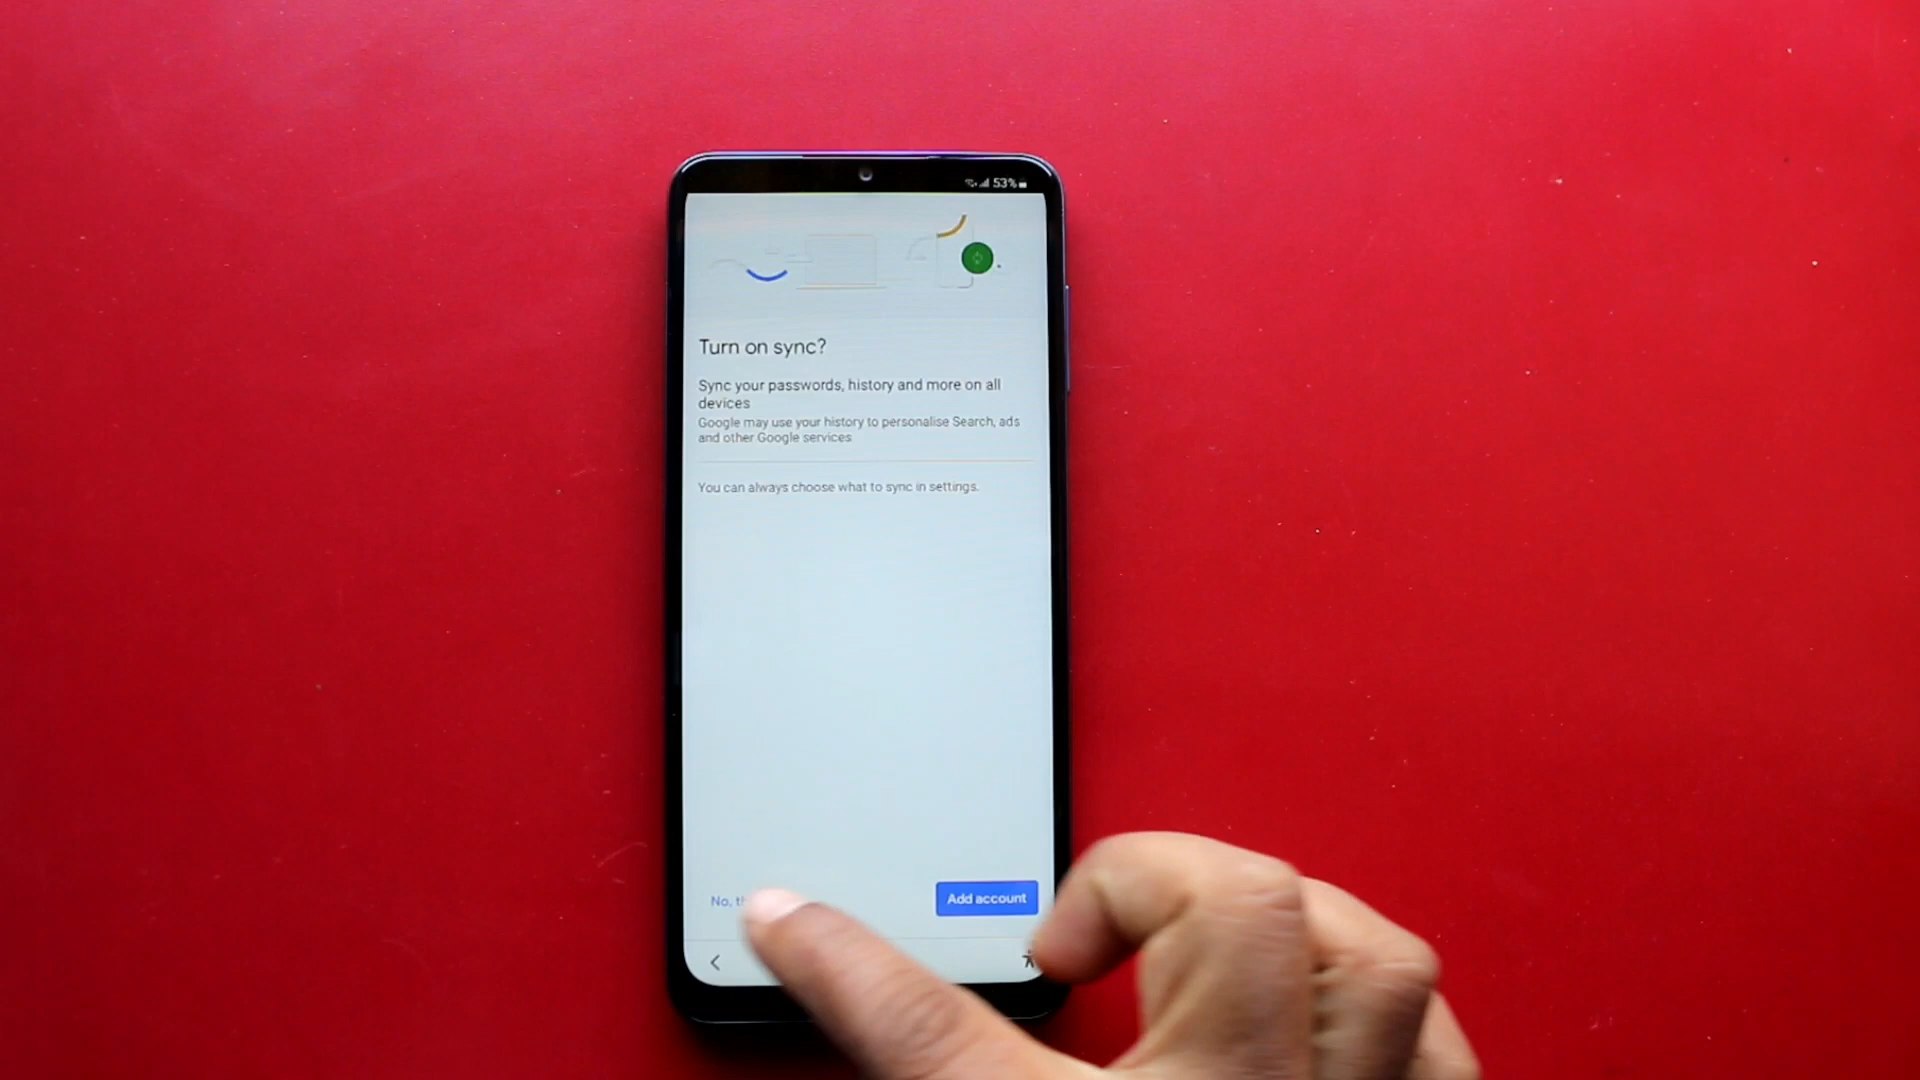 53%
Turn on sync?
Sync your passwords, history and more on all
devices
Google may use your history to personalise Search, ads
and other Google services
You can always choose what to sync in settings.
No,
Add account